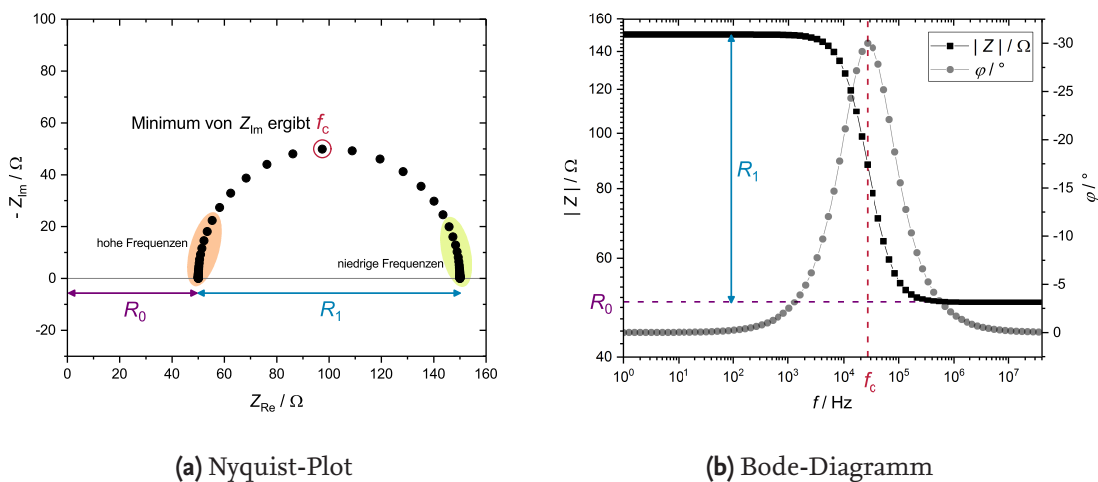 100
80
60
40
20
0
-20
- Z_Im / Ω
Minimum von Z_Im ergibt f_c
hohe Frequenzen
niedrige Frequenzen
R_0
R_1
0 20 40 60 80 100 120 140 160
Z_Re / Ω
(a) Nyquist-Plot
160
140
120
100
80
60
40
| Z | / Ω
R_0
R_1
| Z | / Ω
φ / °
-30
-25
-20
-15
-10
-5
0
φ / °
10^0 10^1 10^2 10^3 10^4 10^5 10^6 10^7
f_c
f / Hz
(b) Bode-Diagramm